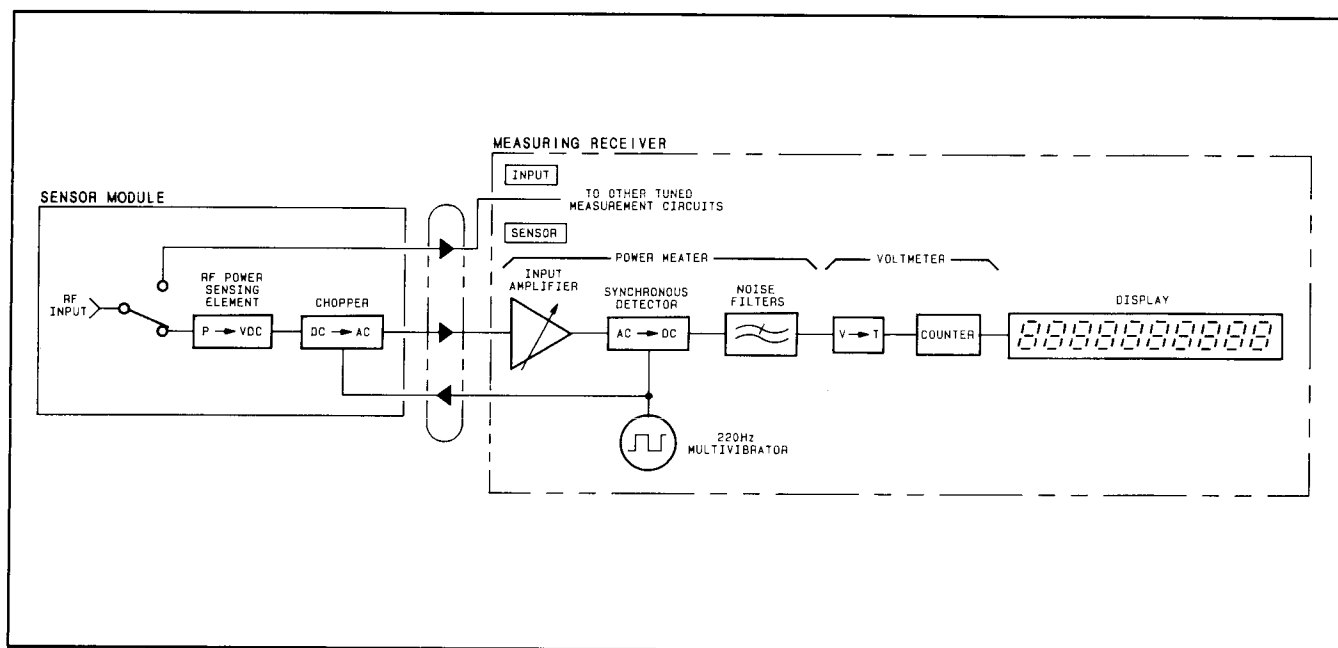 MEASURING RECEIVER
INPUT
TO OTHER TUNED
MEASUREMENT CIRCUITS
SENSOR MODULE
SENSOR
POWER MEATER
VOLTMETER
RF POWER
SENSING
ELEMENT
CHOPPER
INPUT
AMPLIFIER
SYNCHRONOUS
DETECTOR
NOISE
FILTERS
DISPLAY
RF
INPUT
P → VDC
DC → AC
AC → DC
V → T
COUNTER
8888888888
220Hz
MULTIVIBRATOR